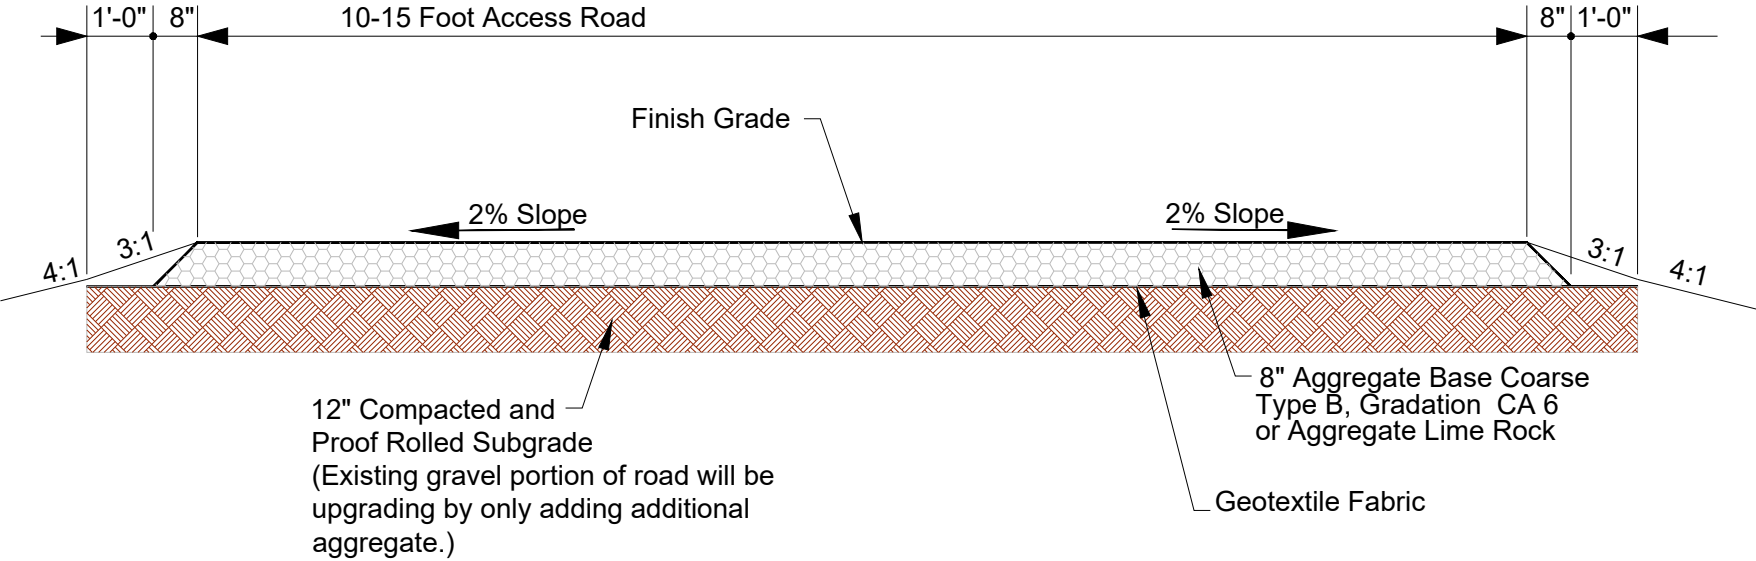 1'-0" 8" 10-15 Foot Access Road 8" 1'-0"
Finish Grade
2% Slope 2% Slope
3:1 3:1
4:1 4:1
8" Aggregate Base Coarse
Type B, Gradation CA 6
or Aggregate Lime Rock
12" Compacted and
Proof Rolled Subgrade
(Existing gravel portion of road will be
upgrading by only adding additional
aggregate.)
Geotextile Fabric